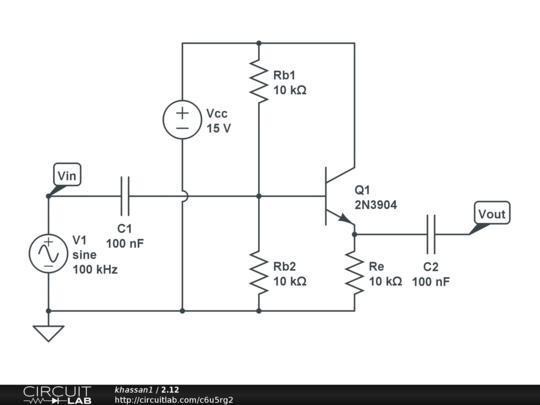 Rb1
10 kΩ
+
−
Vcc
15 V
Vin
Q1
2N3904
C1
100 nF
Vout
+
V1
sine
100 kHz
Rb2
10 kΩ
Re
10 kΩ
C2
100 nF
CIRCUIT
LAB
khassan1 / 2.12
http://circuitlab.com/c6u5rg2